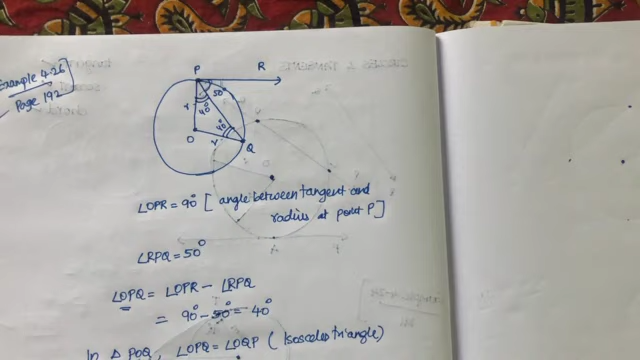 Example 4.26]
Page 192
P
R
50°
r
40°
40°
O
r
Q
∠OPR = 90° [angle between tangent and
radius at point P]
∠RPQ = 50°
∠OPQ = ∠OPR - ∠RPQ
= 90° - 50° = 40°
In Δ POQ, ∠OPQ = ∠OQP (Isosceles triangle)